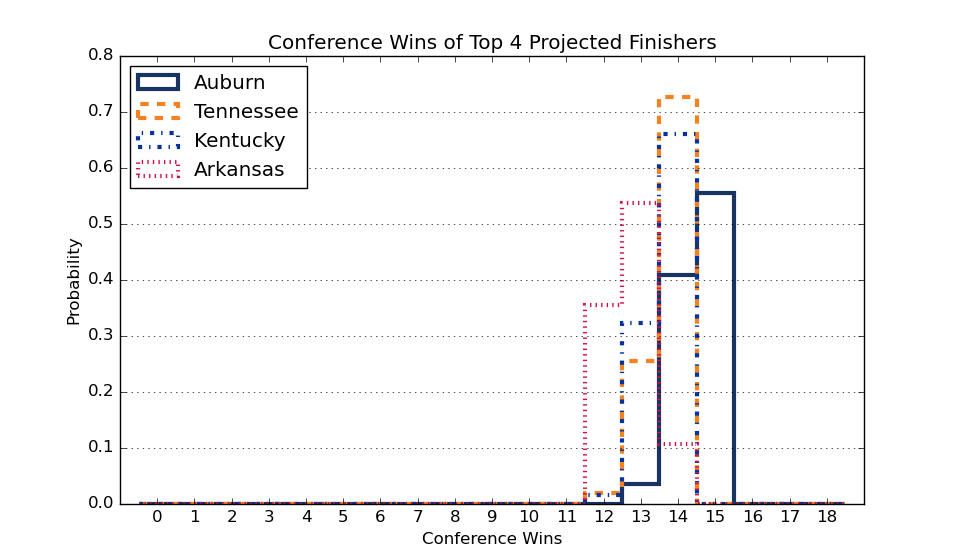 Conference Wins of Top 4 Projected Finishers
0.8
0.7
0.6
0.5
0.4
0.3
0.2
0.1
0.0
Probability
Auburn
Tennessee
Kentucky
Arkansas
0 1 2 3 4 5 6 7 8 9 10 11 12 13 14 15 16 17 18
Conference Wins